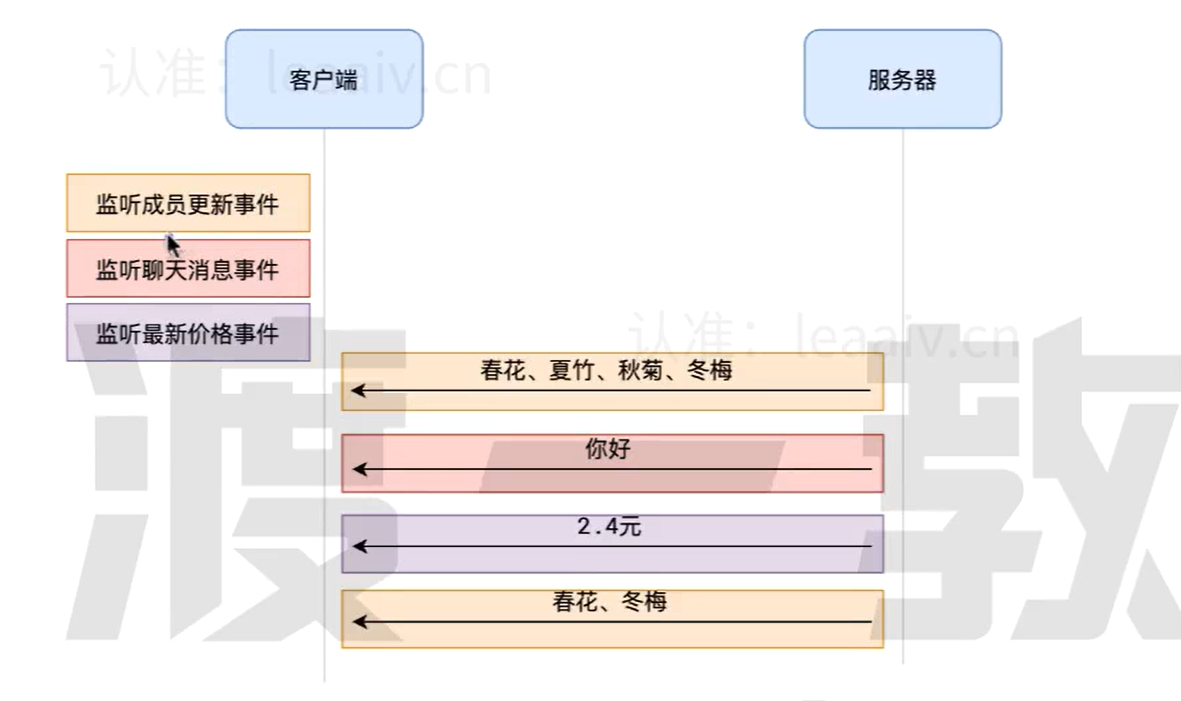 认准：leaaiv.cn
客户端
服务器
监听成员更新事件
监听聊天消息事件
监听最新价格事件
认准：leaaiv.cn
春花、夏竹、秋菊、冬梅
你好
2.4元
春花、冬梅
渡一教